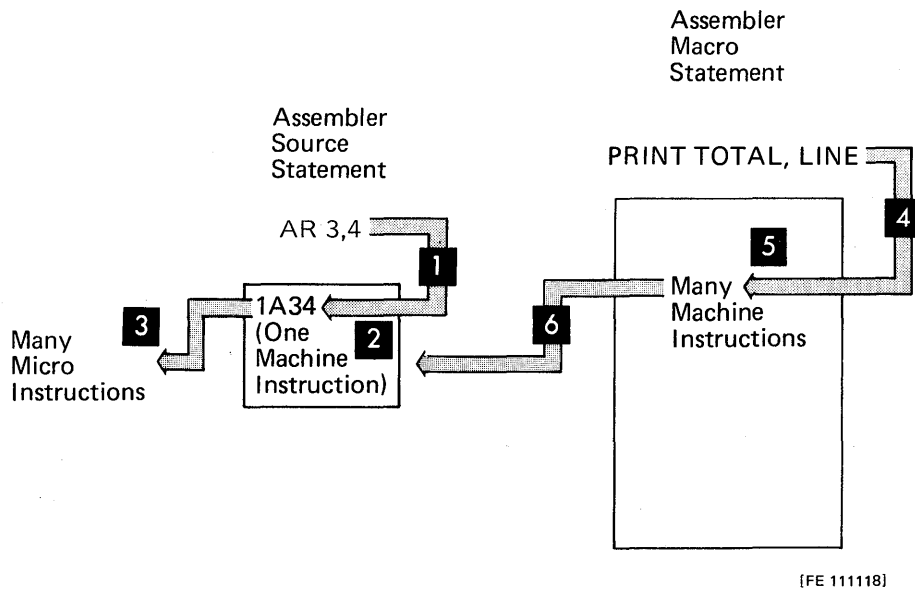 Assembler
Macro
Statement
Assembler
Source
Statement
PRINT TOTAL, LINE
AR 3,4
4
1
5
1A34
(One
Machine
Instruction)
2
3
Many
Micro
Instructions
6
Many
Machine
Instructions
[FE 111118]